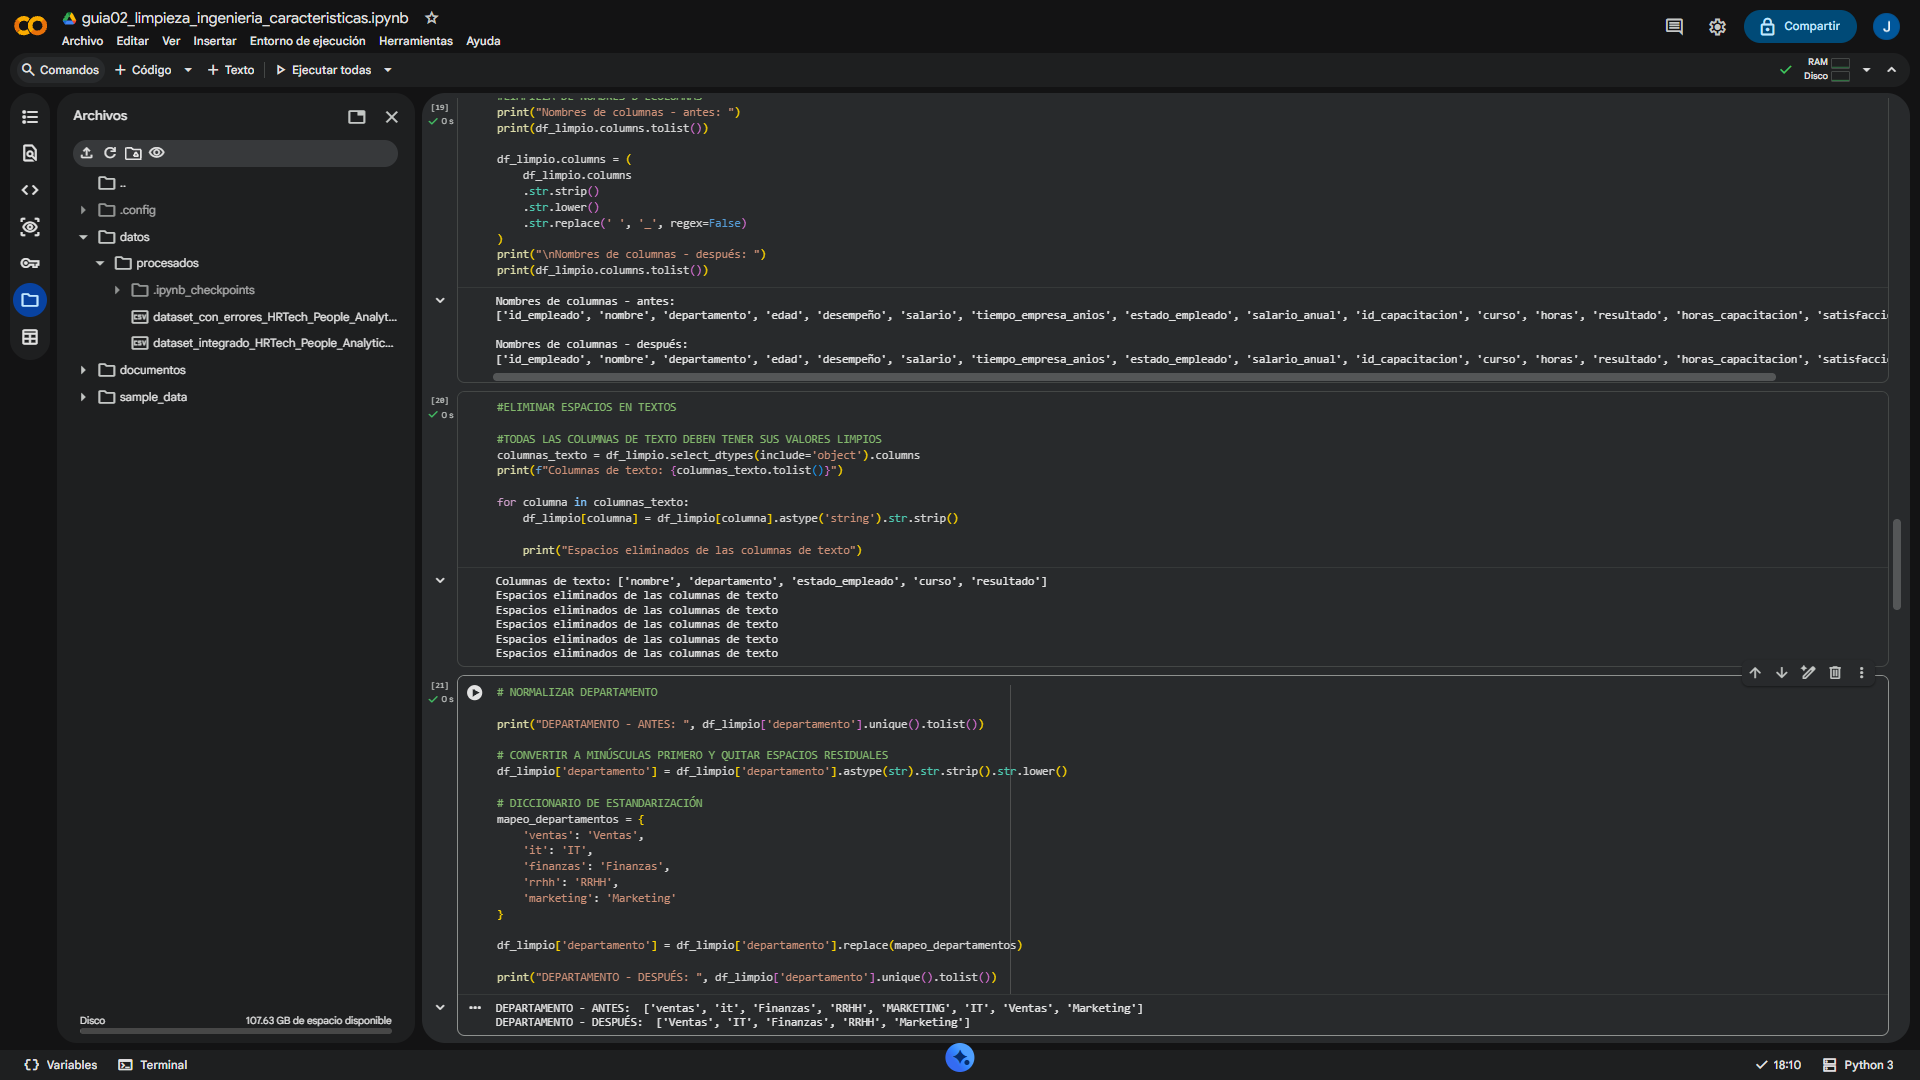 guia02_limpieza_ingenieria_caracteristicas.ipynb
Archivo Editar Ver Insertar Entorno de ejecución Herramientas Ayuda
Compartir
J
Comandos + Código + Texto Ejecutar todas
RAM
Disco
Archivos
..
.config
datos
procesados
.ipynb_checkpoints
dataset_con_errores_HRTech_People_Analyt...
dataset_integrado_HRTech_People_Analytic...
documentos
sample_data
Disco 107.63 GB de espacio disponible
[19]
0 s
print("Nombres de columnas - antes: ")
print(df_limpio.columns.tolist())
df_limpio.columns = (
df_limpio.columns
.str.strip()
.str.lower()
.str.replace(' ', '_', regex=False)
)
print("\nNombres de columnas - después: ")
print(df_limpio.columns.tolist())
Nombres de columnas - antes:
['id_empleado', 'nombre', 'departamento', 'edad', 'desempeño', 'salario', 'tiempo_empresa_anios', 'estado_empleado', 'salario_anual', 'id_capacitacion', 'curso', 'horas', 'resultado', 'horas_capacitacion', 'satisfacci
Nombres de columnas - después:
['id_empleado', 'nombre', 'departamento', 'edad', 'desempeño', 'salario', 'tiempo_empresa_anios', 'estado_empleado', 'salario_anual', 'id_capacitacion', 'curso', 'horas', 'resultado', 'horas_capacitacion', 'satisfacci
[20]
0 s
#ELIMINAR ESPACIOS EN TEXTOS
#TODAS LAS COLUMNAS DE TEXTO DEBEN TENER SUS VALORES LIMPIOS
columnas_texto = df_limpio.select_dtypes(include='object').columns
print(f"Columnas de texto: {columnas_texto.tolist()}")
for columna in columnas_texto:
df_limpio[columna] = df_limpio[columna].astype('string').str.strip()
print("Espacios eliminados de las columnas de texto")
Columnas de texto: ['nombre', 'departamento', 'estado_empleado', 'curso', 'resultado']
Espacios eliminados de las columnas de texto
Espacios eliminados de las columnas de texto
Espacios eliminados de las columnas de texto
Espacios eliminados de las columnas de texto
Espacios eliminados de las columnas de texto
[21]
0 s
# NORMALIZAR DEPARTAMENTO
print("DEPARTAMENTO - ANTES: ", df_limpio['departamento'].unique().tolist())
# CONVERTIR A MINÚSCULAS PRIMERO Y QUITAR ESPACIOS RESIDUALES
df_limpio['departamento'] = df_limpio['departamento'].astype(str).str.strip().str.lower()
# DICCIONARIO DE ESTANDARIZACIÓN
mapeo_departamentos = {
'ventas': 'Ventas',
'it': 'IT',
'finanzas': 'Finanzas',
'rrhh': 'RRHH',
'marketing': 'Marketing'
}
df_limpio['departamento'] = df_limpio['departamento'].replace(mapeo_departamentos)
print("DEPARTAMENTO - DESPUÉS: ", df_limpio['departamento'].unique().tolist())
DEPARTAMENTO - ANTES:  ['ventas', 'it', 'Finanzas', 'RRHH', 'MARKETING', 'IT', 'Ventas', 'Marketing']
DEPARTAMENTO - DESPUÉS:  ['Ventas', 'IT', 'Finanzas', 'RRHH', 'Marketing']
Variables Terminal
18:10 Python 3